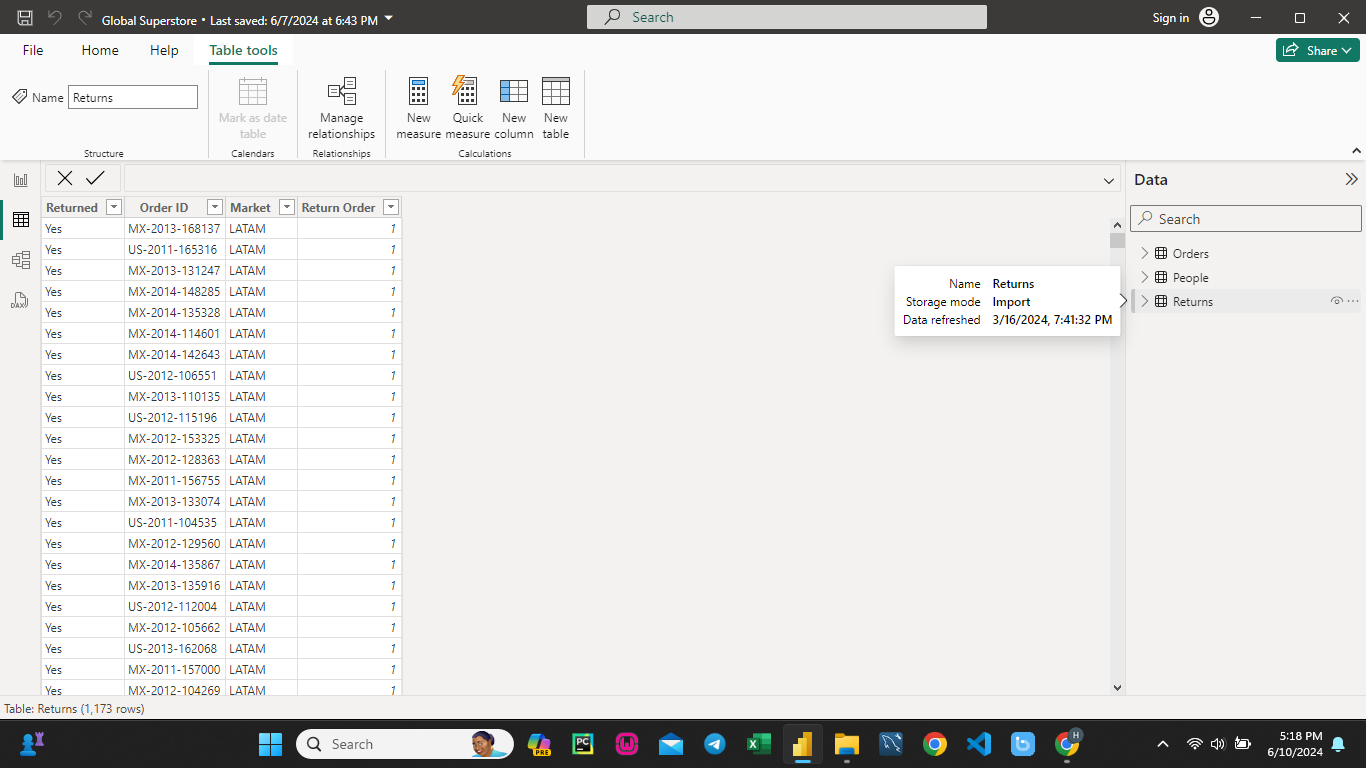 Global Superstore • Last saved: 6/7/2024 at 6:43 PM
Search
Sign in
File Home Help Table tools
Share
Name Returns
Mark as date table
Manage relationships
New measure
Quick measure
New column
New table
Structure Calendars Relationships Calculations
Data
Search
Orders
People
Returns
Name Returns
Storage mode Import
Data refreshed 3/16/2024, 7:41:32 PM
Returned Order ID Market Return Order
Yes MX-2013-168137 LATAM 1
Yes US-2011-165316 LATAM 1
Yes MX-2013-131247 LATAM 1
Yes MX-2014-148285 LATAM 1
Yes MX-2014-135328 LATAM 1
Yes MX-2014-114601 LATAM 1
Yes MX-2014-142643 LATAM 1
Yes US-2012-106551 LATAM 1
Yes MX-2013-110135 LATAM 1
Yes US-2012-115196 LATAM 1
Yes MX-2012-153325 LATAM 1
Yes MX-2012-128363 LATAM 1
Yes MX-2011-156755 LATAM 1
Yes MX-2013-133074 LATAM 1
Yes US-2011-104535 LATAM 1
Yes MX-2012-129560 LATAM 1
Yes MX-2014-135867 LATAM 1
Yes MX-2013-135916 LATAM 1
Yes US-2012-112004 LATAM 1
Yes MX-2012-105662 LATAM 1
Yes US-2013-162068 LATAM 1
Yes MX-2011-157000 LATAM 1
Yes MX-2012-104269 LATAM 1
DAX
Table: Returns (1,173 rows)
Search
PRE
PC
H
5:18 PM
6/10/2024